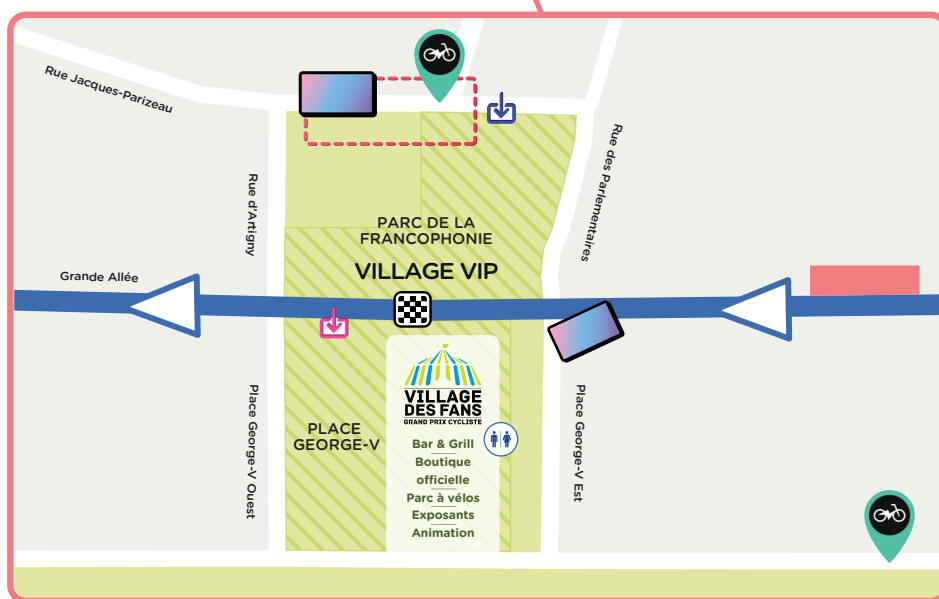 Rue Jacques-Parizeau
Rue d'Artigny
Rue des Parlementaires
PARC DE LA
FRANCOPHONIE
VILLAGE VIP
Grande Allée
VILLAGE
DES FANS
GRAND PRIX CYCLISTE
PLACE
GEORGE-V
Bar & Grill
Boutique
officielle
Parc à vélos
Exposants
Animation
Place George-V Ouest
Place George-V Est